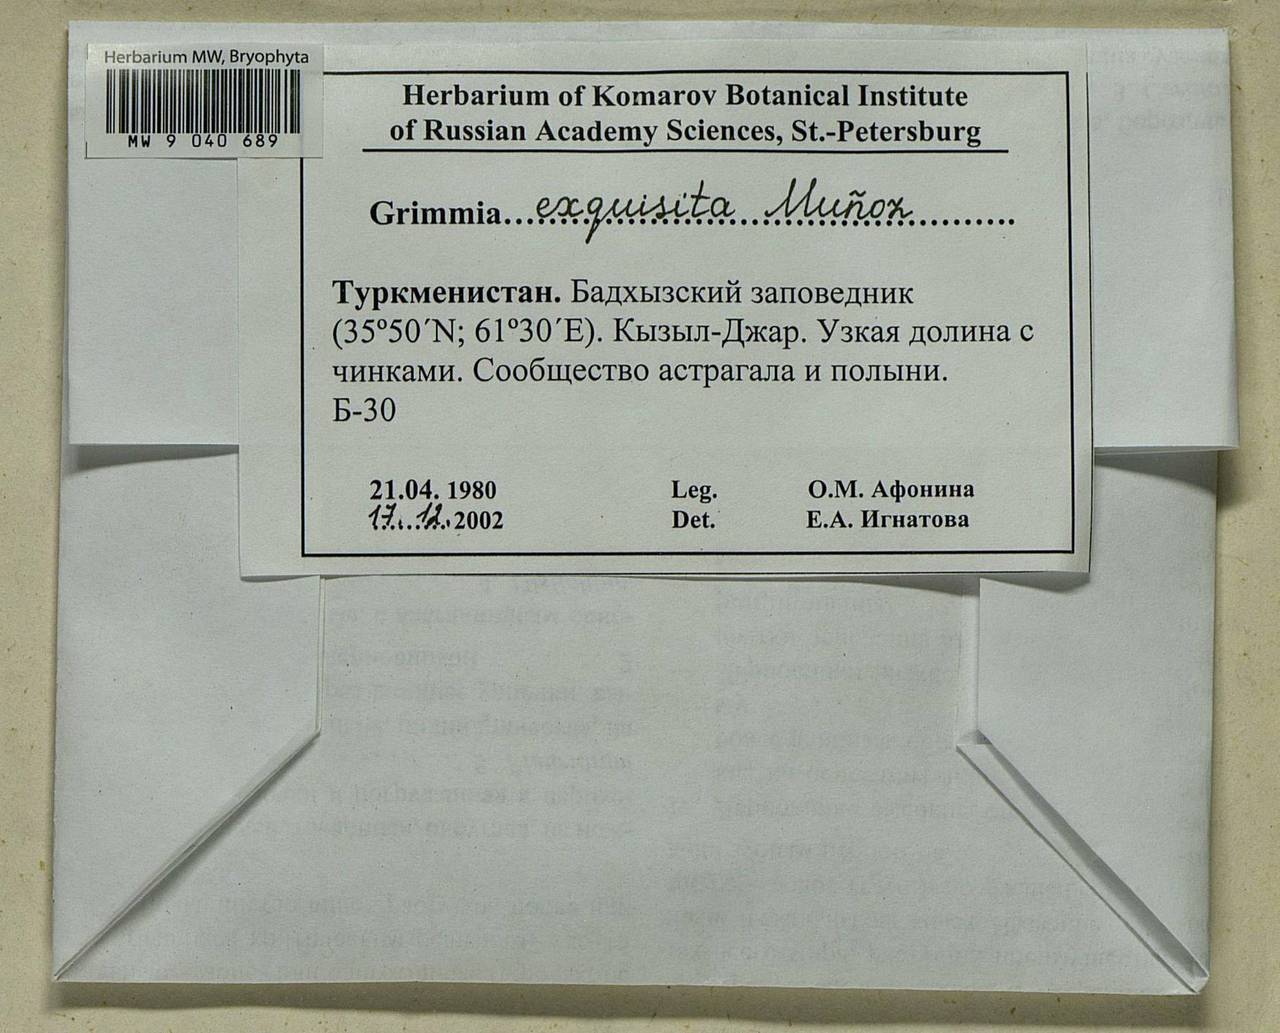 Herbarium MW, Bryophyta
MW 9 040 689
Herbarium of Komarov Botanical Institute
of Russian Academy Sciences, St.-Petersburg
Grimmia...exquisita Muñoz..........
Туркменистан. Бадхызский заповедник
(35º50´N; 61º30´E). Кызыл-Джар. Узкая долина с
чинками. Сообщество астрагала и полыни.
Б-30
21.04. 1980 Leg. О.М. Афонина
17...12..2002 Det. Е.А. Игнатова